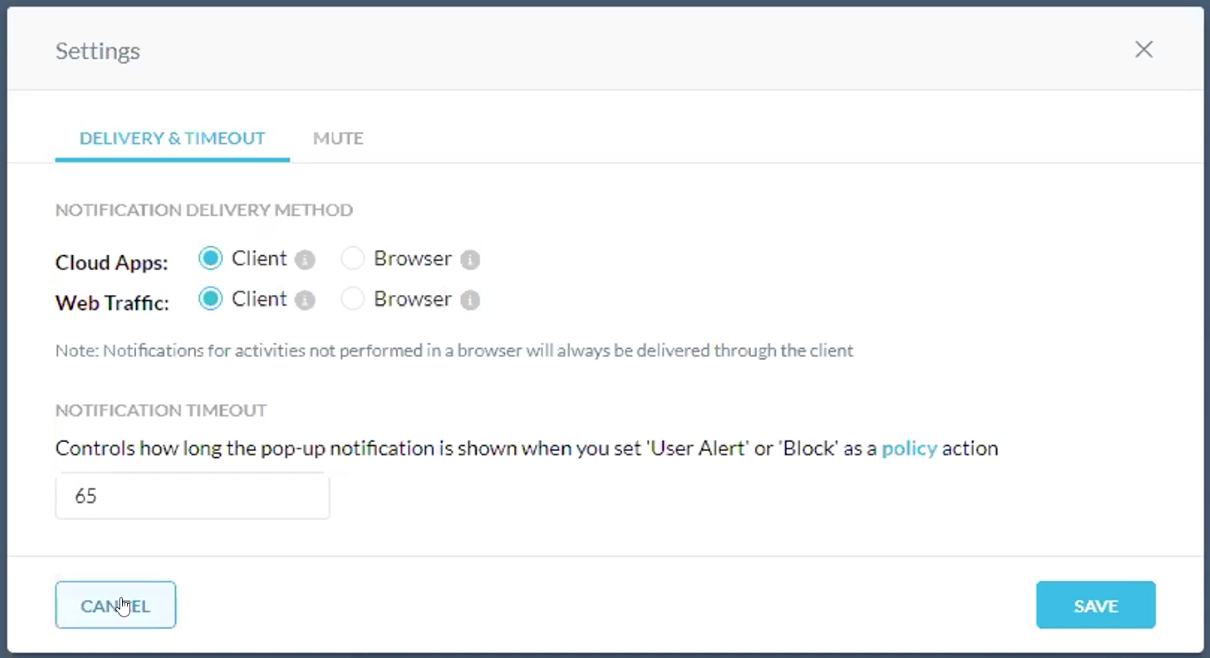 Settings
DELIVERY & TIMEOUT MUTE
NOTIFICATION DELIVERY METHOD
Cloud Apps: Client Browser
Web Traffic: Client Browser
Note: Notifications for activities not performed in a browser will always be delivered through the client
NOTIFICATION TIMEOUT
Controls how long the pop-up notification is shown when you set 'User Alert' or 'Block' as a policy action
65
CANCEL SAVE